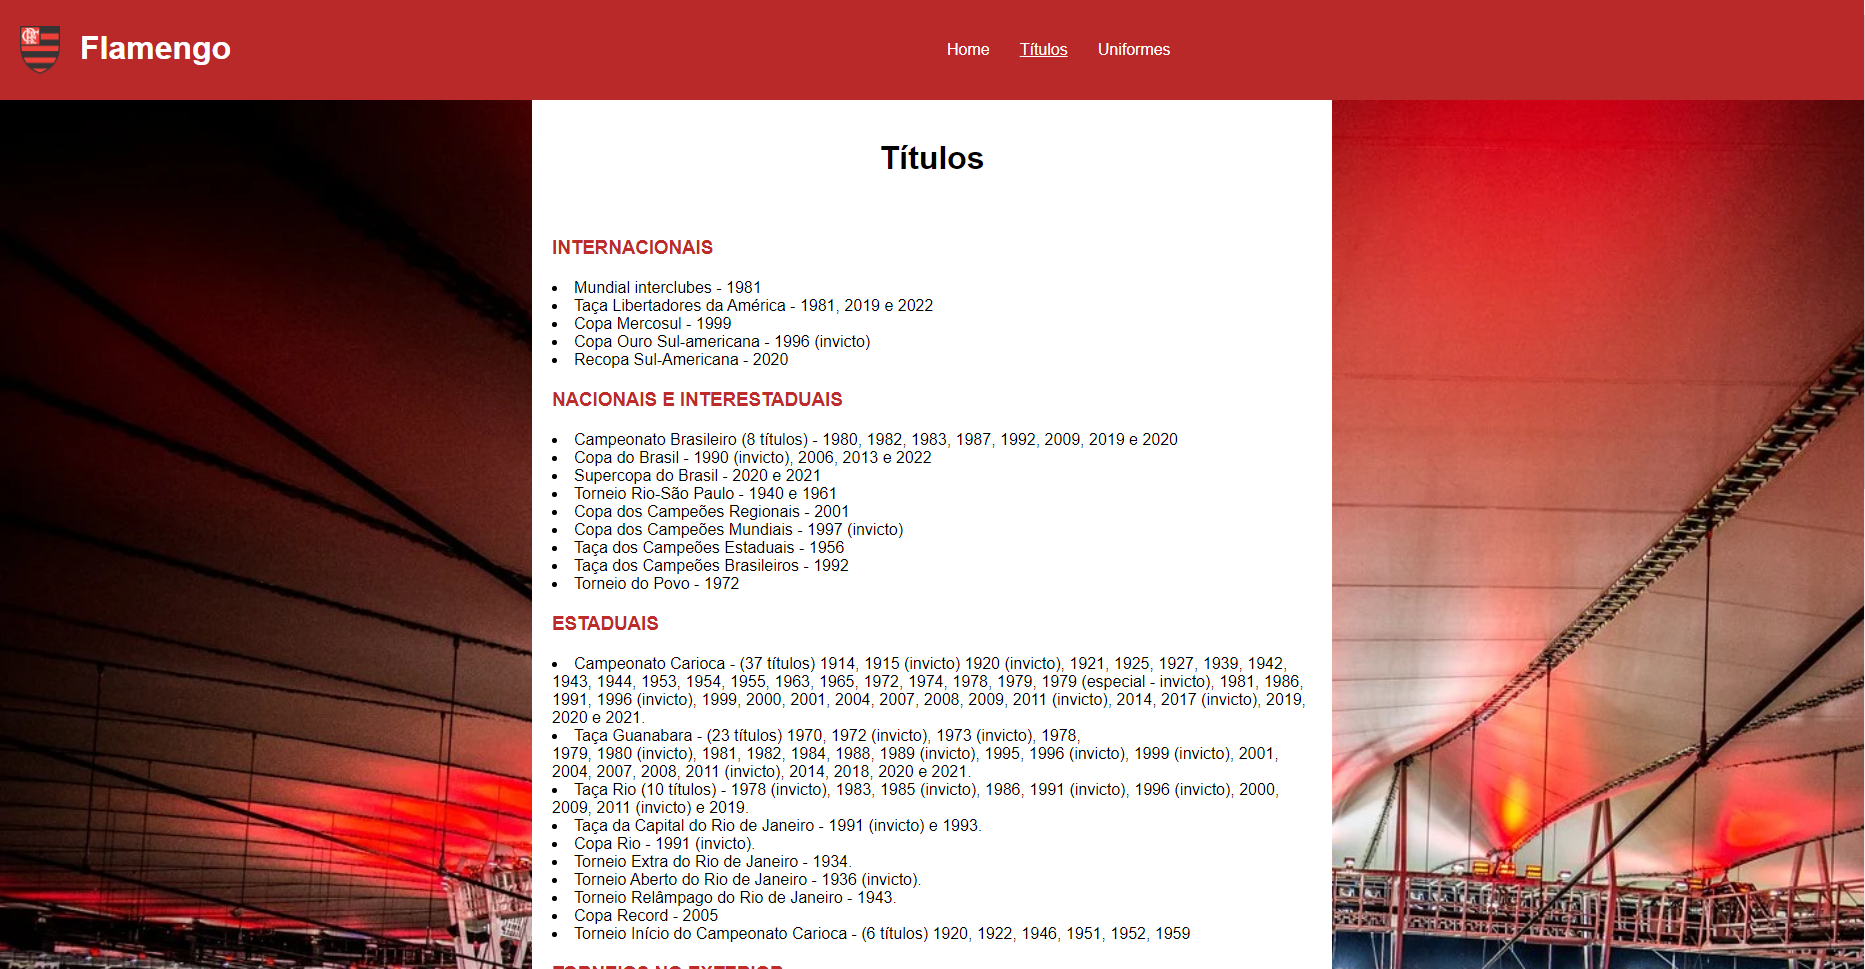 Flamengo
Home Títulos Uniformes
Títulos
INTERNACIONAIS
• Mundial interclubes - 1981
• Taça Libertadores da América - 1981, 2019 e 2022
• Copa Mercosul - 1999
• Copa Ouro Sul-americana - 1996 (invicto)
• Recopa Sul-Americana - 2020
NACIONAIS E INTERESTADUAIS
• Campeonato Brasileiro (8 títulos) - 1980, 1982, 1983, 1987, 1992, 2009, 2019 e 2020
• Copa do Brasil - 1990 (invicto), 2006, 2013 e 2022
• Supercopa do Brasil - 2020 e 2021
• Torneio Rio-São Paulo - 1940 e 1961
• Copa dos Campeões Regionais - 2001
• Copa dos Campeões Mundiais - 1997 (invicto)
• Taça dos Campeões Estaduais - 1956
• Taça dos Campeões Brasileiros - 1992
• Torneio do Povo - 1972
ESTADUAIS
• Campeonato Carioca - (37 títulos) 1914, 1915 (invicto) 1920 (invicto), 1921, 1925, 1927, 1939, 1942,
1943, 1944, 1953, 1954, 1955, 1963, 1965, 1972, 1974, 1978, 1979, 1979 (especial - invicto), 1981, 1986,
1991, 1996 (invicto), 1999, 2000, 2001, 2004, 2007, 2008, 2009, 2011 (invicto), 2014, 2017 (invicto), 2019,
2020 e 2021.
• Taça Guanabara - (23 títulos) 1970, 1972 (invicto), 1973 (invicto), 1978,
1979, 1980 (invicto), 1981, 1982, 1984, 1988, 1989 (invicto), 1995, 1996 (invicto), 1999 (invicto), 2001,
2004, 2007, 2008, 2011 (invicto), 2014, 2018, 2020 e 2021.
• Taça Rio (10 títulos) - 1978 (invicto), 1983, 1985 (invicto), 1986, 1991 (invicto), 1996 (invicto), 2000,
2009, 2011 (invicto) e 2019.
• Taça da Capital do Rio de Janeiro - 1991 (invicto) e 1993.
• Copa Rio - 1991 (invicto).
• Torneio Extra do Rio de Janeiro - 1934.
• Torneio Aberto do Rio de Janeiro - 1936 (invicto).
• Torneio Relâmpago do Rio de Janeiro - 1943.
• Copa Record - 2005
• Torneio Início do Campeonato Carioca - (6 títulos) 1920, 1922, 1946, 1951, 1952, 1959
TORNEIOS NO EXTERIOR